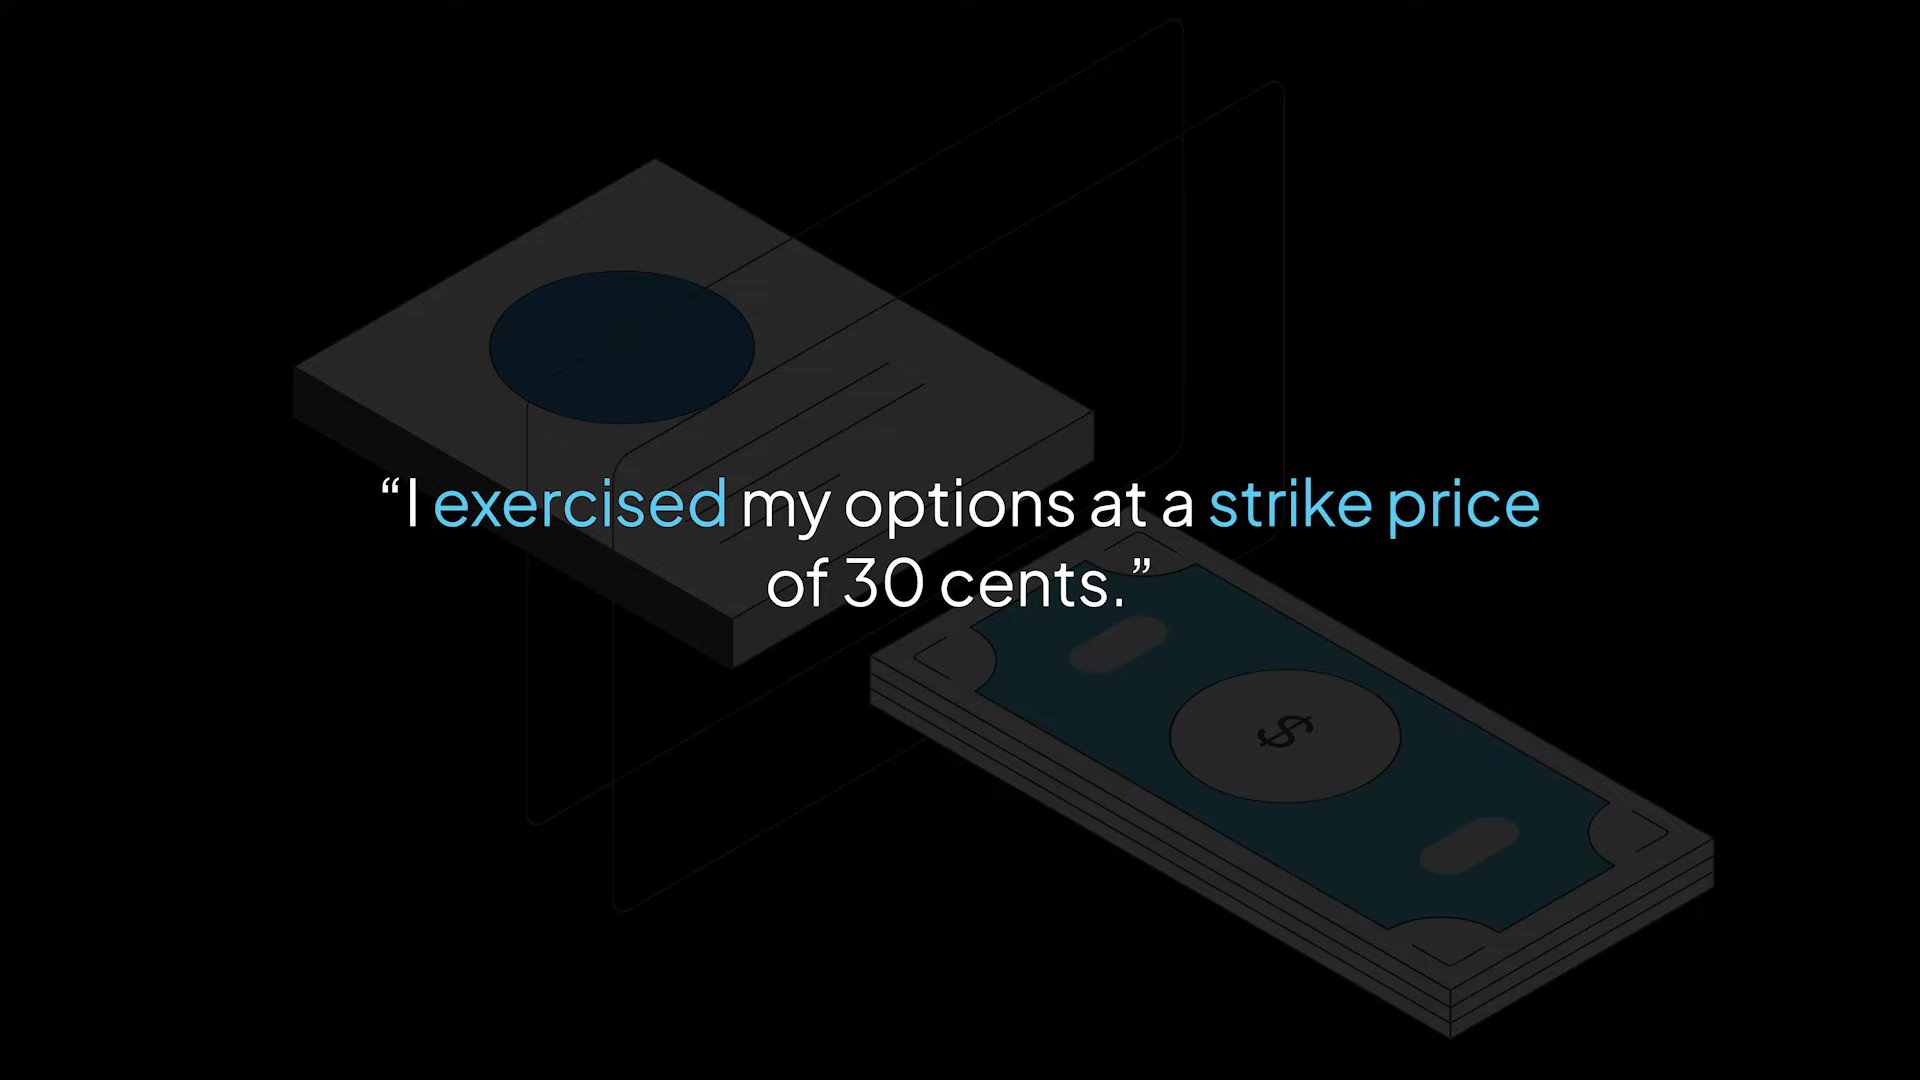 “I exercised my options at a strike price
of 30 cents.”
$